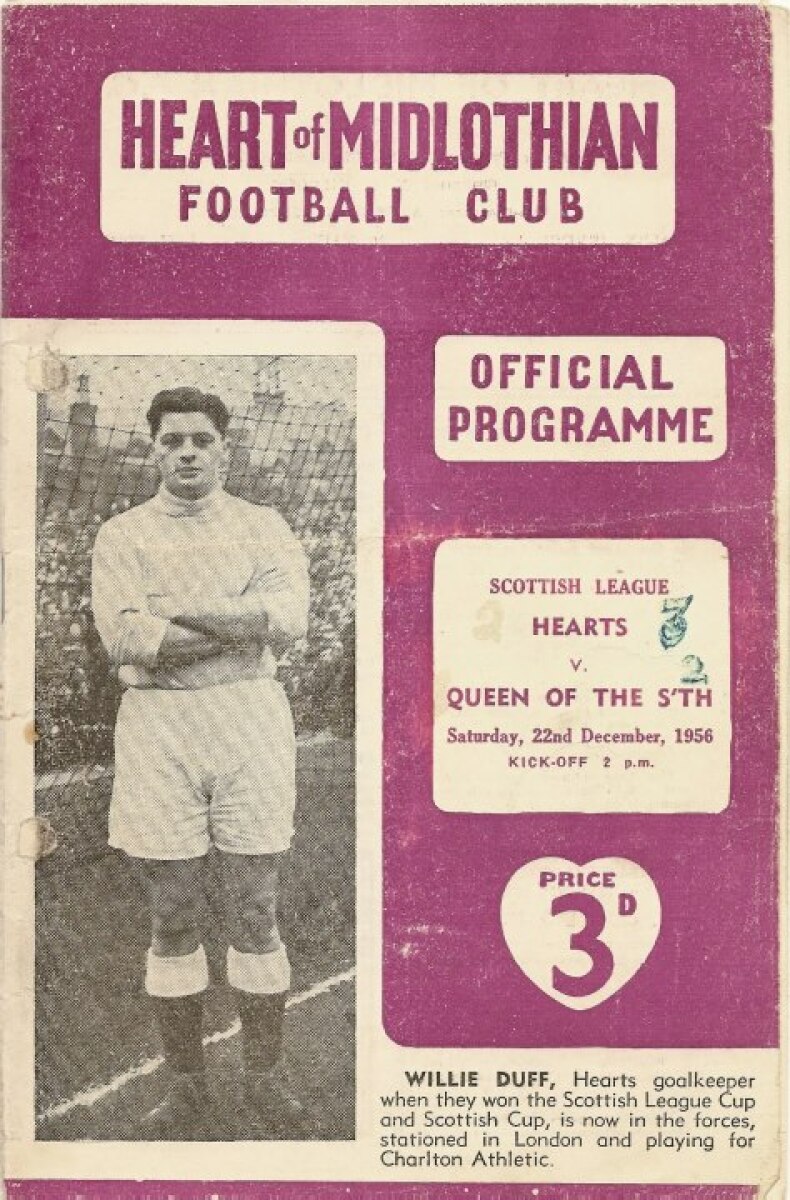 HEART of MIDLOTHIAN
FOOTBALL CLUB
OFFICIAL
PROGRAMME
SCOTTISH LEAGUE
HEARTS 3
V. 2
QUEEN OF THE S'TH
Saturday, 22nd December, 1956
KICK-OFF 2 p.m.
PRICE
3D
WILLIE DUFF, Hearts goalkeeper
when they won the Scottish League Cup
and Scottish Cup, is now in the forces,
stationed in London and playing for
Charlton Athletic.